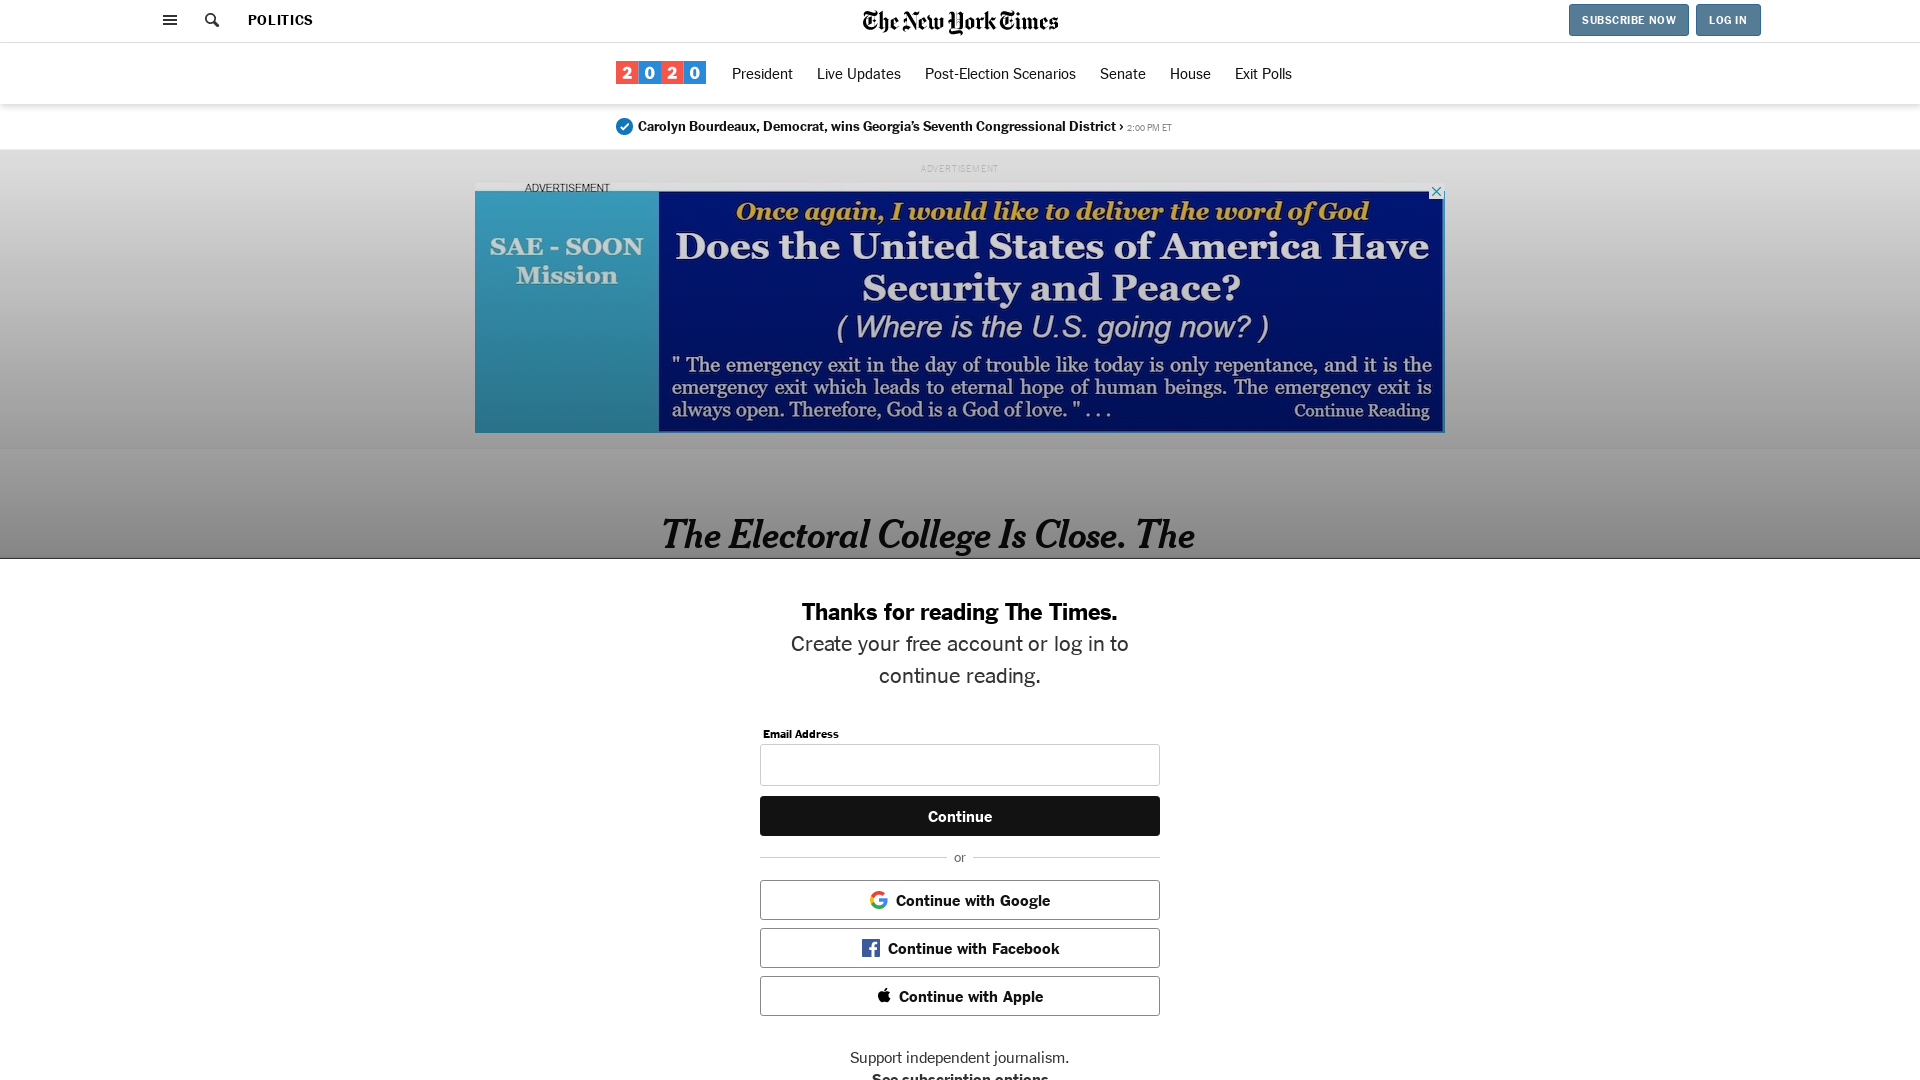 POLITICS
The New York Times
SUBSCRIBE NOW
LOG IN
2020
President
Live Updates
Post-Election Scenarios
Senate
House
Exit Polls
Carolyn Bourdeaux, Democrat, wins Georgia's Seventh Congressional District › 2:00 PM ET
ADVERTISEMENT
ADVERTISEMENT
SAE - SOON
Mission
Once again, I would like to deliver the word of God
Does the United States of America Have
Security and Peace?
( Where is the U.S. going now? )
" The emergency exit in the day of trouble like today is only repentance, and it is the
emergency exit which leads to eternal hope of human beings. The emergency exit is
always open. Therefore, God is a God of love. " . . .
Continue Reading
The Electoral College Is Close. The
Thanks for reading The Times.
Create your free account or log in to
continue reading.
Email Address
Continue
or
Continue with Google
Continue with Facebook
Continue with Apple
Support independent journalism.
See subscription options